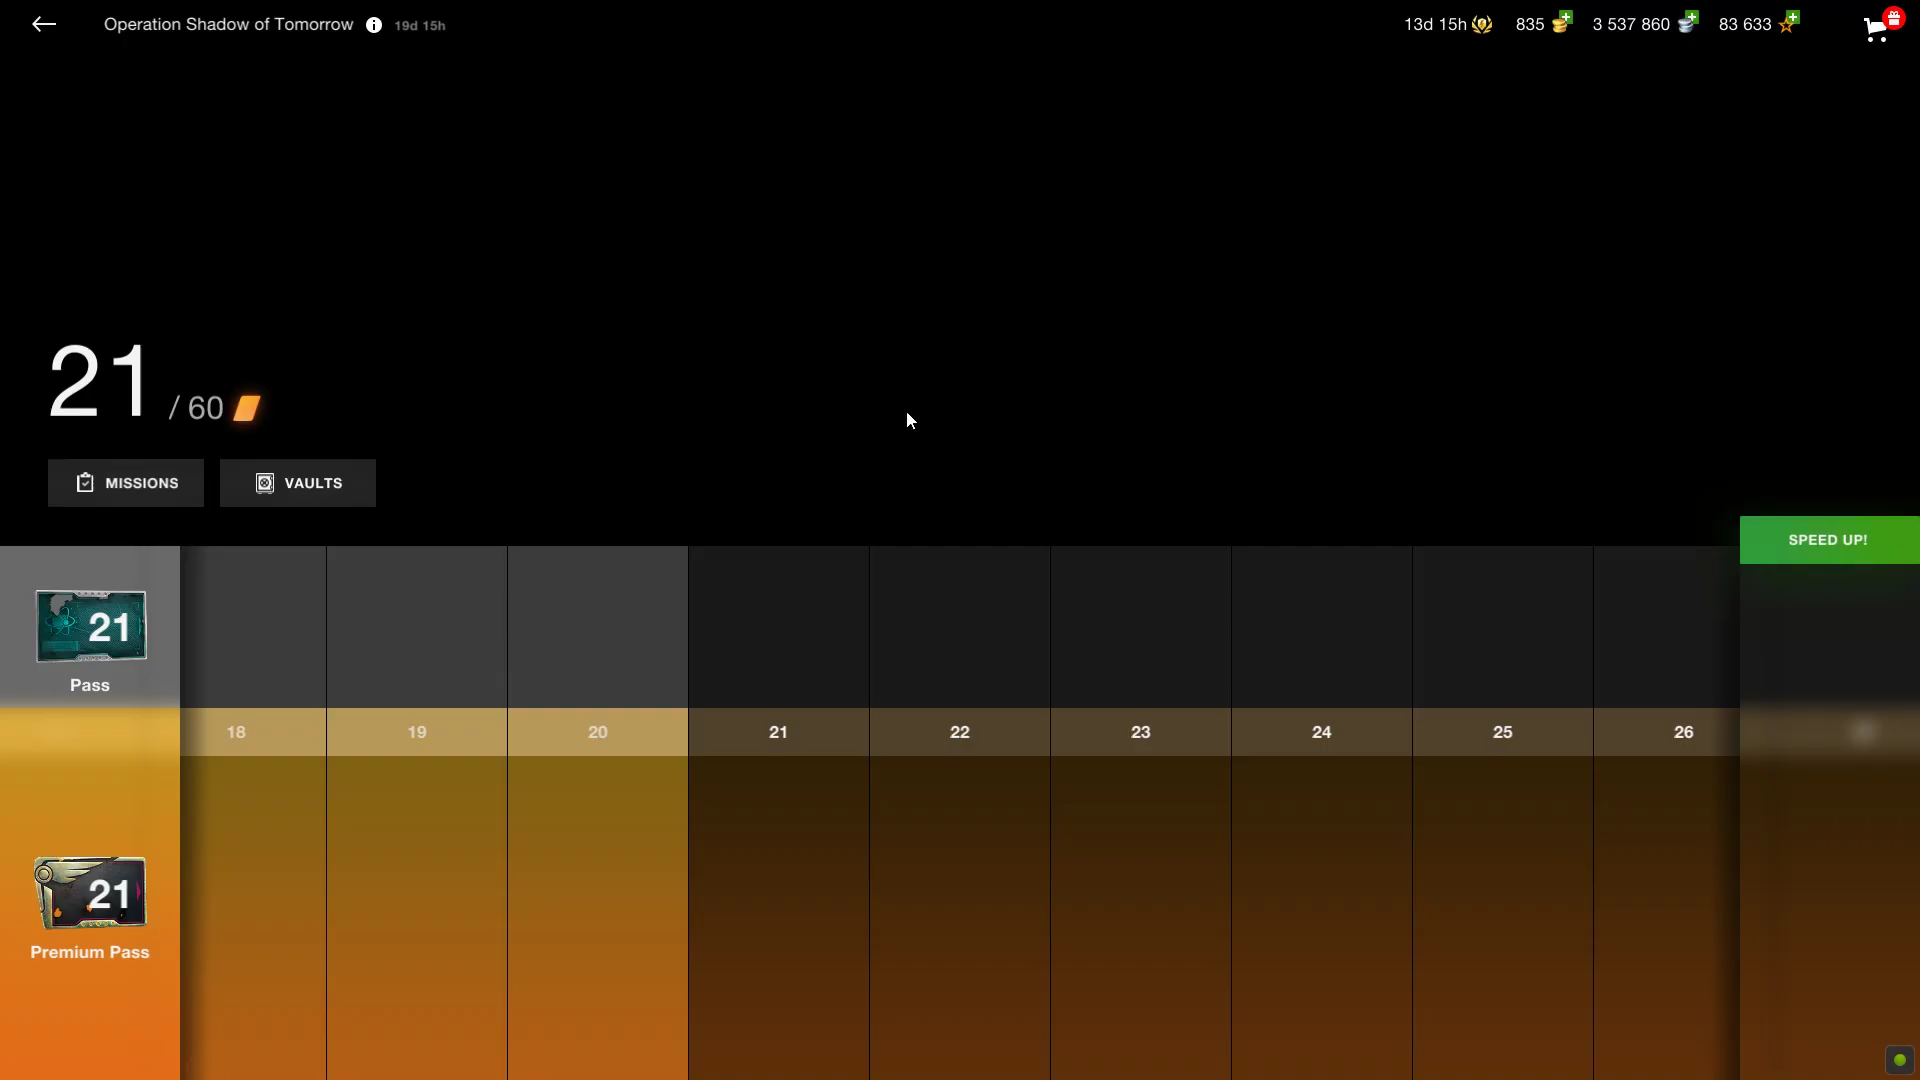 Operation Shadow of Tomorrow
19d 15h
13d 15h
835
3 537 860
83 633
21 / 60
MISSIONS
VAULTS
SPEED UP!
21
Pass
18
19
20
21
22
23
24
25
26
21
Premium Pass